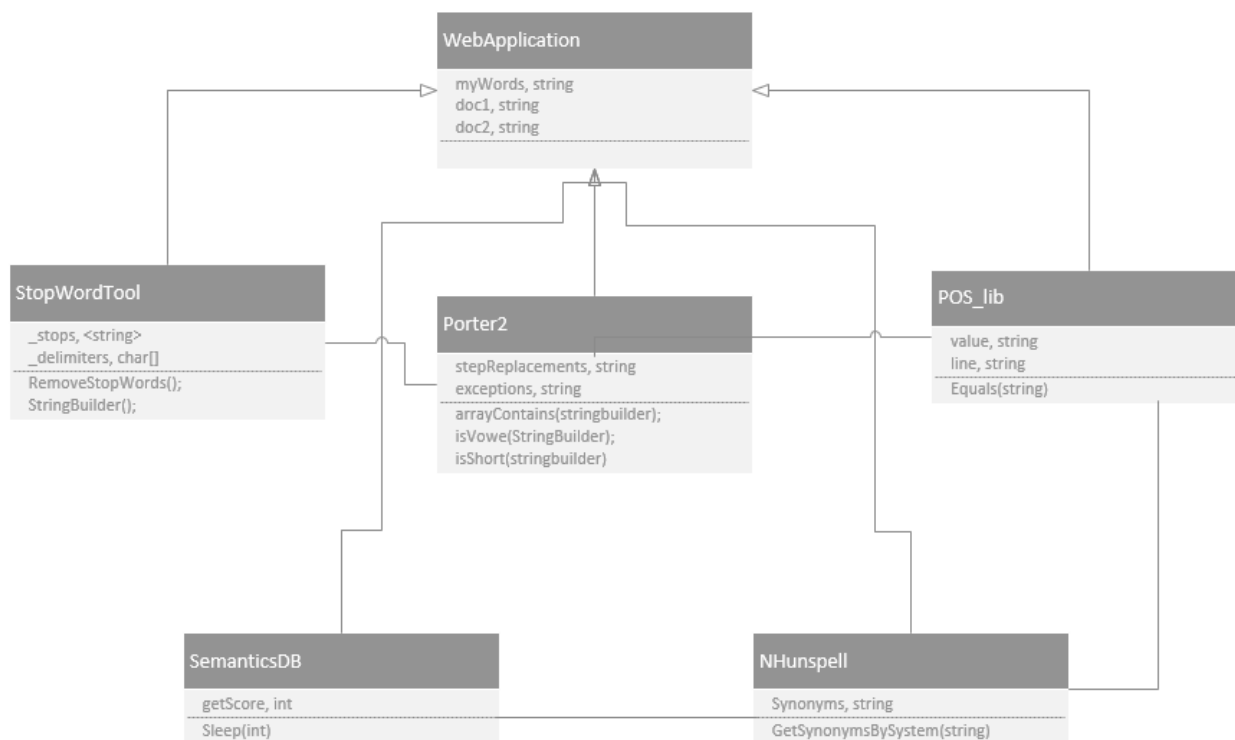 WebApplication
myWords, string
doc1, string
doc2, string
StopWordTool
_stops, <string>
_delimiters, char[]
RemoveStopWords();
StringBuilder();
Porter2
stepReplacements, string
exceptions, string
arrayContains(stringbuilder);
isVowe(StringBuilder);
isShort(stringbuilder)
POS_lib
value, string
line, string
Equals(string)
SemanticsDB
getScore, int
Sleep(int)
NHunspell
Synonyms, string
GetSynonymsBySystem(string)